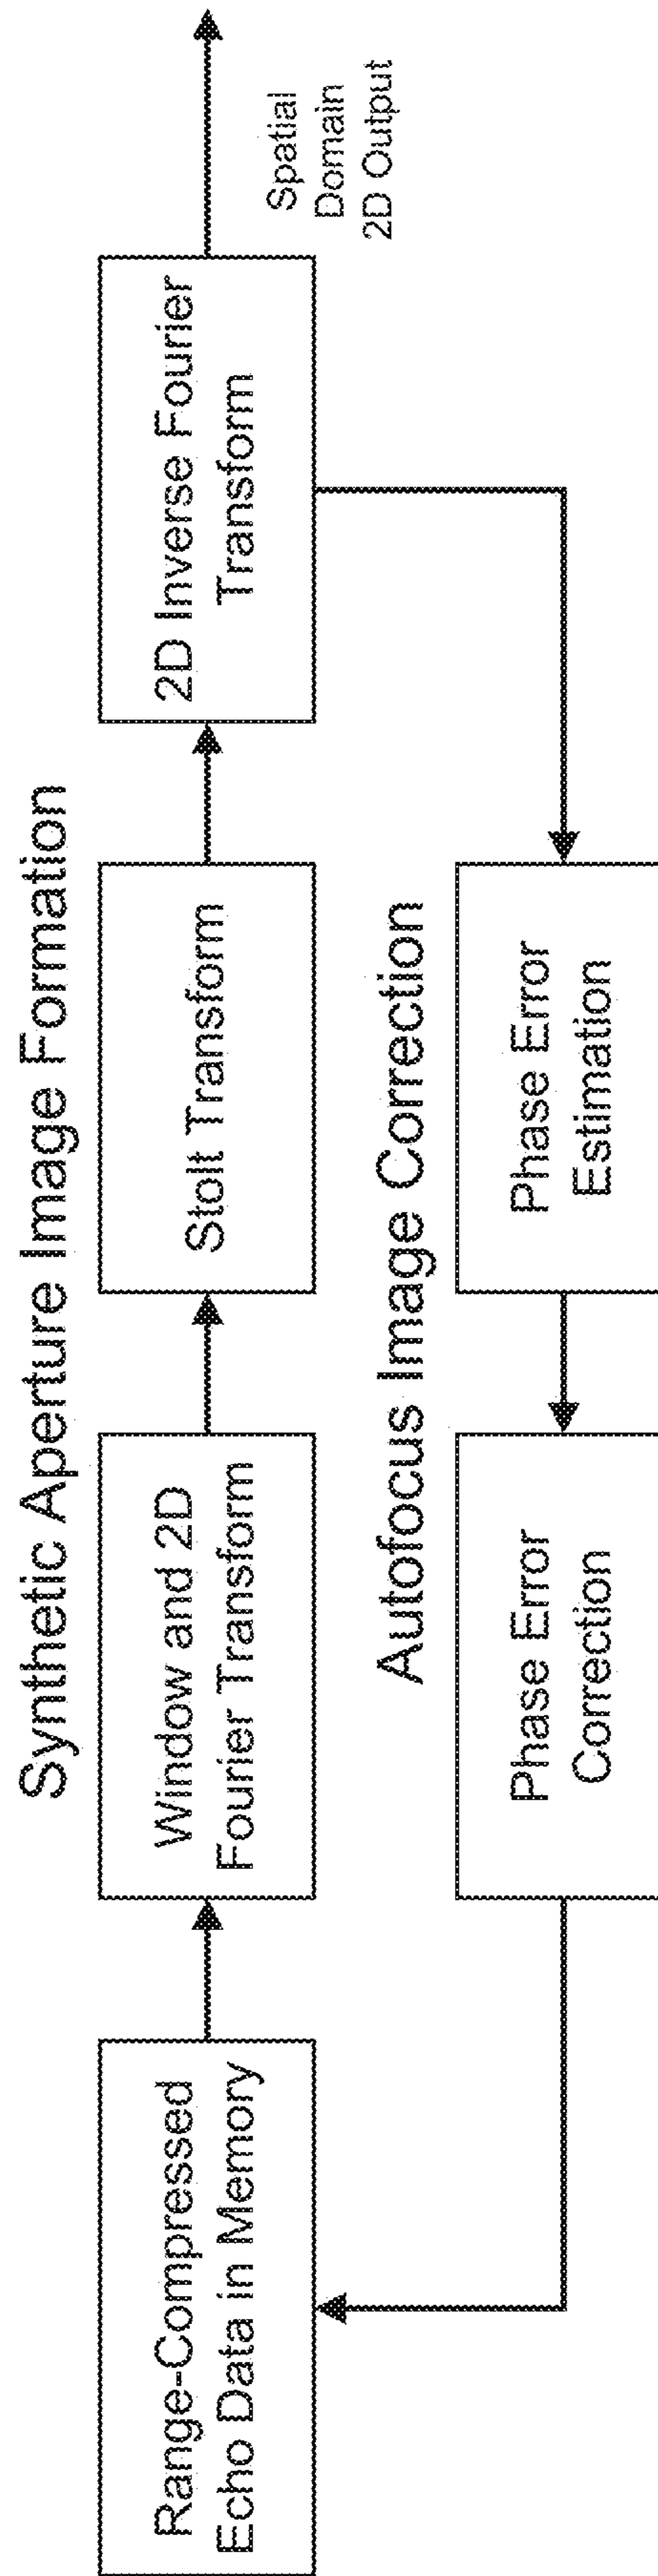 Synthetic Aperture Image Formation
Range-Compressed
Echo Data in Memory
Window and 2D
Fourier Transform
Stolt Transform
2D Inverse Fourier
Transform
Spatial
Domain
2D Output
Autofocus Image Correction
Phase Error
Correction
Phase Error
Estimation